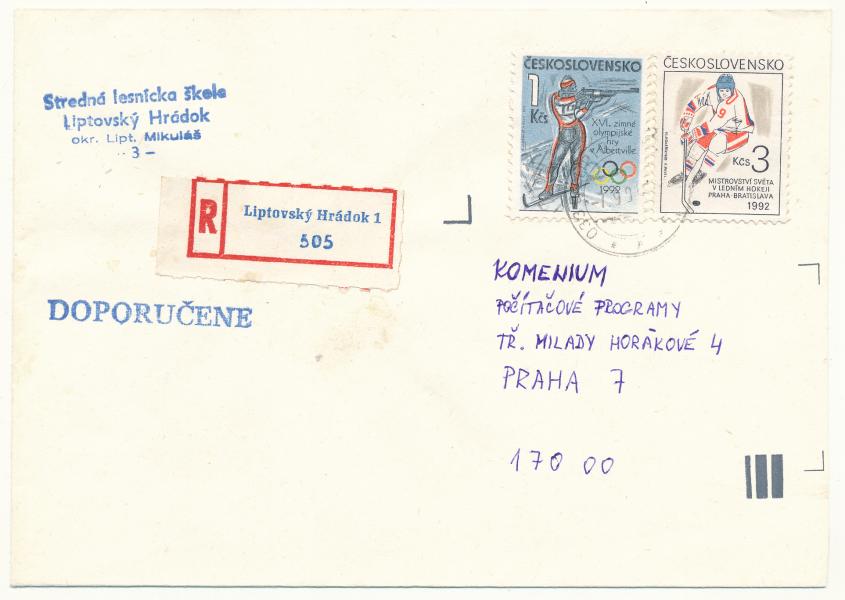 Stredná lesnícka škola
Liptovský Hrádok
okr. Lipt. Mikuláš
- 3 -
R
Liptovský Hrádok 1
505
DOPORUČENE
ČESKOSLOVENSKO
1
Kčs
XVI. zimné
olympijské
hry
v Albertville
1992
ČESKOSLOVENSKO
9
Kčs 3
MISTROVSTVÍ SVĚTA
V LEDNÍM HOKEJI
PRAHA-BRATISLAVA
1992
033
KOMENIUM
POČÍTAČOVÉ PROGRAMY
TŘ. MILADY HORÁKOVÉ 4
PRAHA 7
170 00